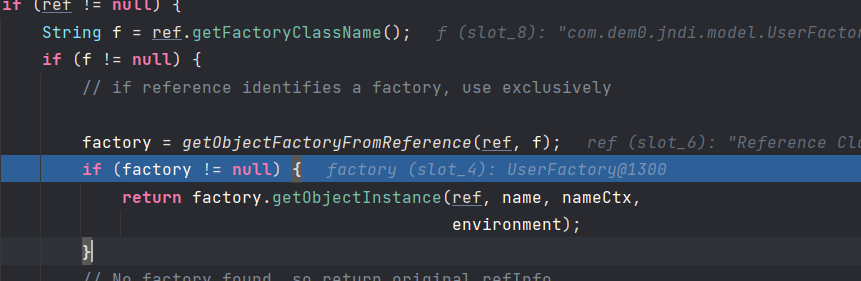 if (ref != null) {
String f = ref.getFactoryClassName(); f (slot_8): "com.dem0.jndi.model.UserFactor
if (f != null) {
// if reference identifies a factory, use exclusively
factory = getObjectFactoryFromReference(ref, f); ref (slot_6): "Reference Cla
if (factory != null) { factory (slot_4): UserFactory@1300
return factory.getObjectInstance(ref, name, nameCtx,
environment);
}
// No factory found, so return original refInfo